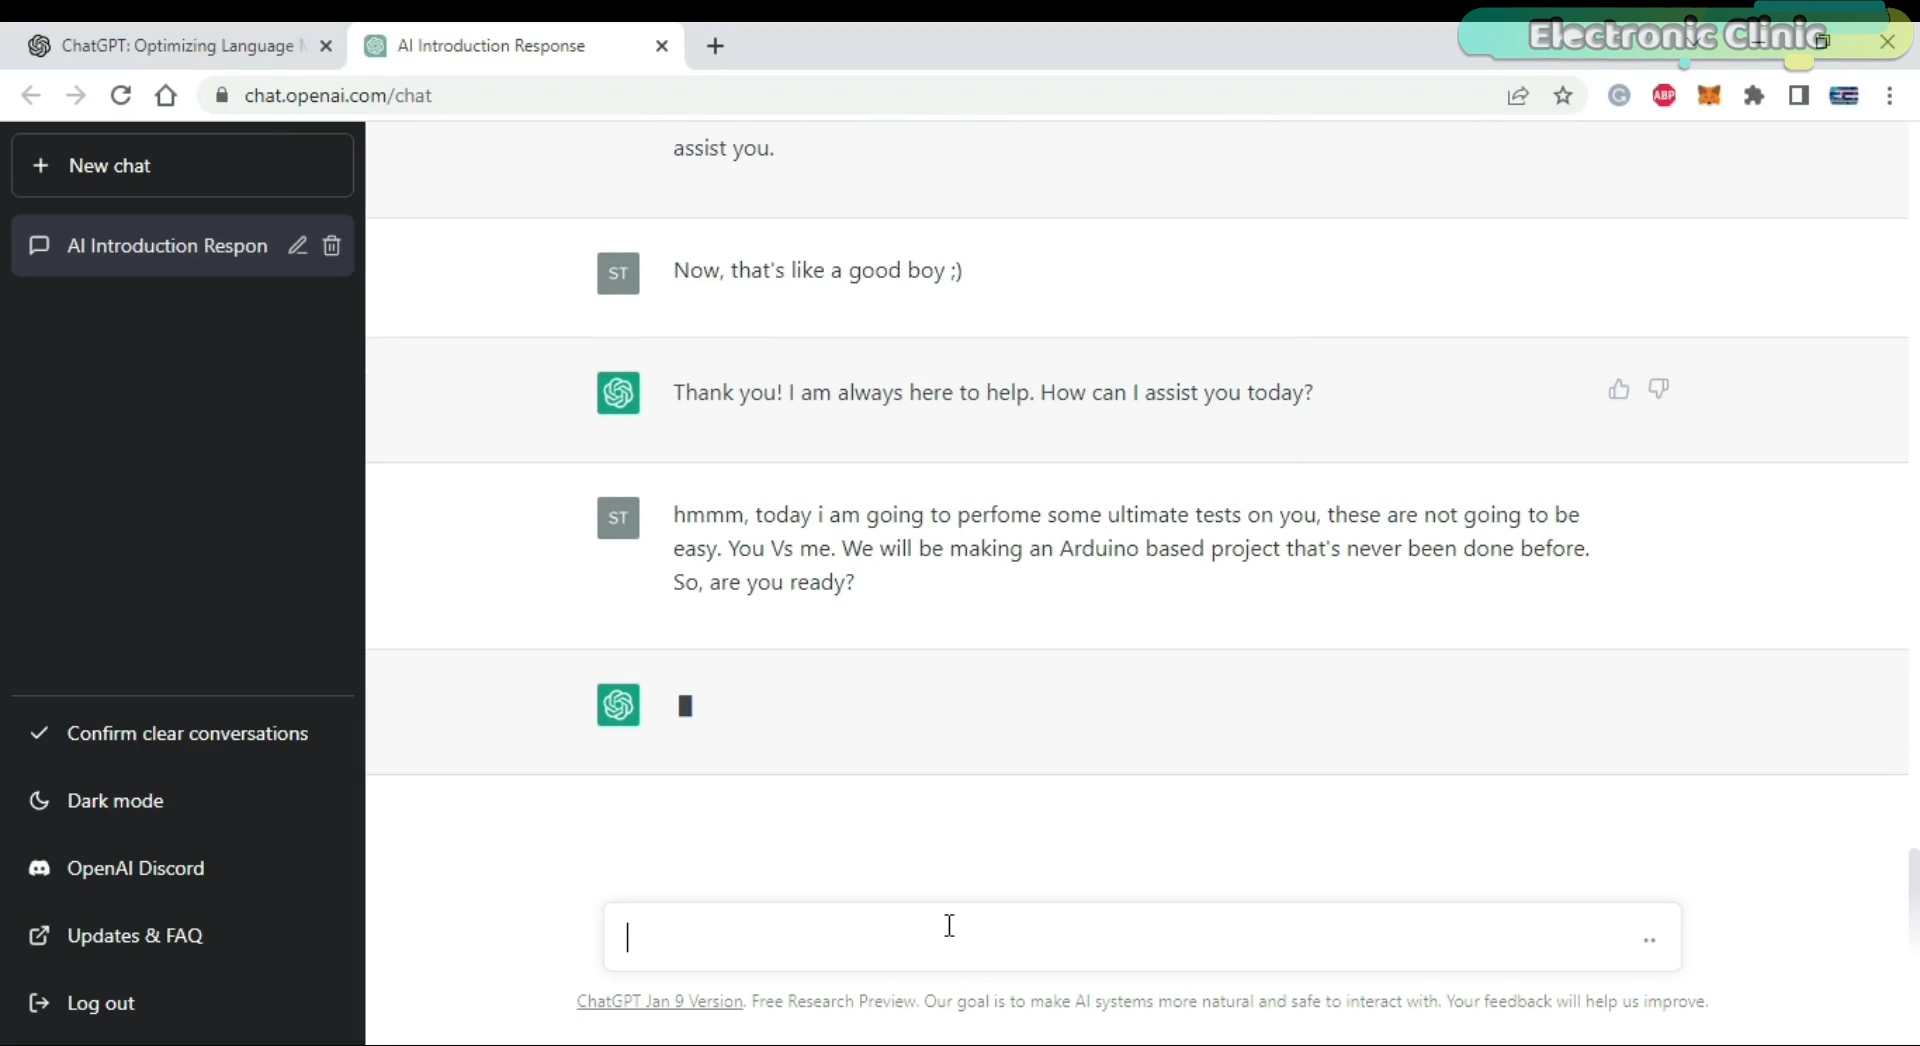 Electronic Clinic
ChatGPT: Optimizing Language
AI Introduction Response
chat.openai.com/chat
ABP
New chat
AI Introduction Respon
assist you.
ST
Now, that's like a good boy ;)
Thank you! I am always here to help. How can I assist you today?
ST
hmmm, today i am going to perfome some ultimate tests on you, these are not going to be
easy. You Vs me. We will be making an Arduino based project that's never been done before.
So, are you ready?
Confirm clear conversations
Dark mode
OpenAI Discord
Updates & FAQ
Log out
ChatGPT Jan 9 Version. Free Research Preview. Our goal is to make AI systems more natural and safe to interact with. Your feedback will help us improve.